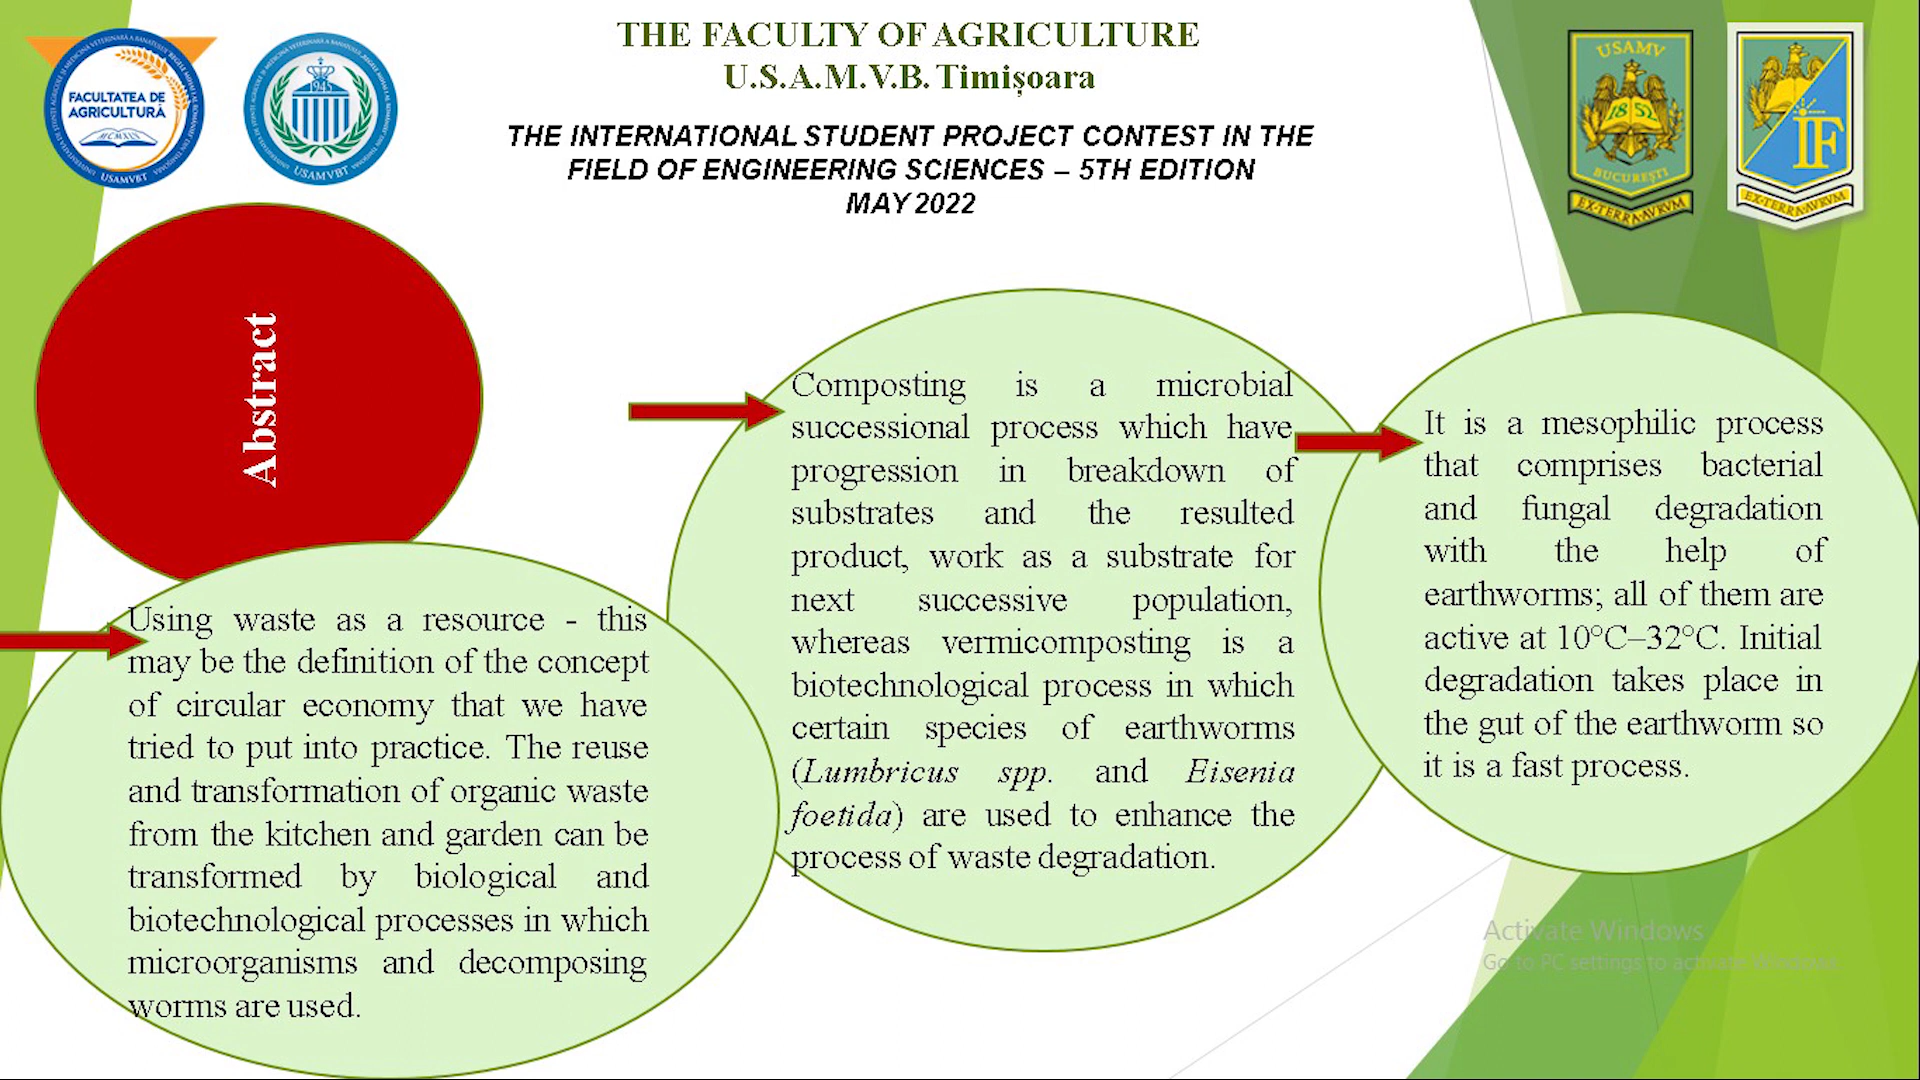 THE FACULTY OF AGRICULTURE
U.S.A.M.V.B. Timișoara
THE INTERNATIONAL STUDENT PROJECT CONTEST IN THE
FIELD OF ENGINEERING SCIENCES – 5TH EDITION
MAY 2022
FACULTATEA DE
AGRICULTURĂ
MCMXLV
USAMVBT
1945
USAMVBT
USAMV
1852
BUCUREȘTI
EX·TERRA·AVRVM
IF
EX·TERRA·AVRVM
Abstract
Using waste as a resource - this
may be the definition of the concept
of circular economy that we have
tried to put into practice. The reuse
and transformation of organic waste
from the kitchen and garden can be
transformed by biological and
biotechnological processes in which
microorganisms and decomposing
worms are used.
Composting is a microbial
successional process which have
progression in breakdown of
substrates and the resulted
product, work as a substrate for
next successive population,
whereas vermicomposting is a
biotechnological process in which
certain species of earthworms
(Lumbricus spp. and Eisenia
foetida) are used to enhance the
process of waste degradation.
It is a mesophilic process
that comprises bacterial
and fungal degradation
with the help of
earthworms; all of them are
active at 10°C–32°C. Initial
degradation takes place in
the gut of the earthworm so
it is a fast process.
Activate Windows
Go to PC settings to activate Windows.